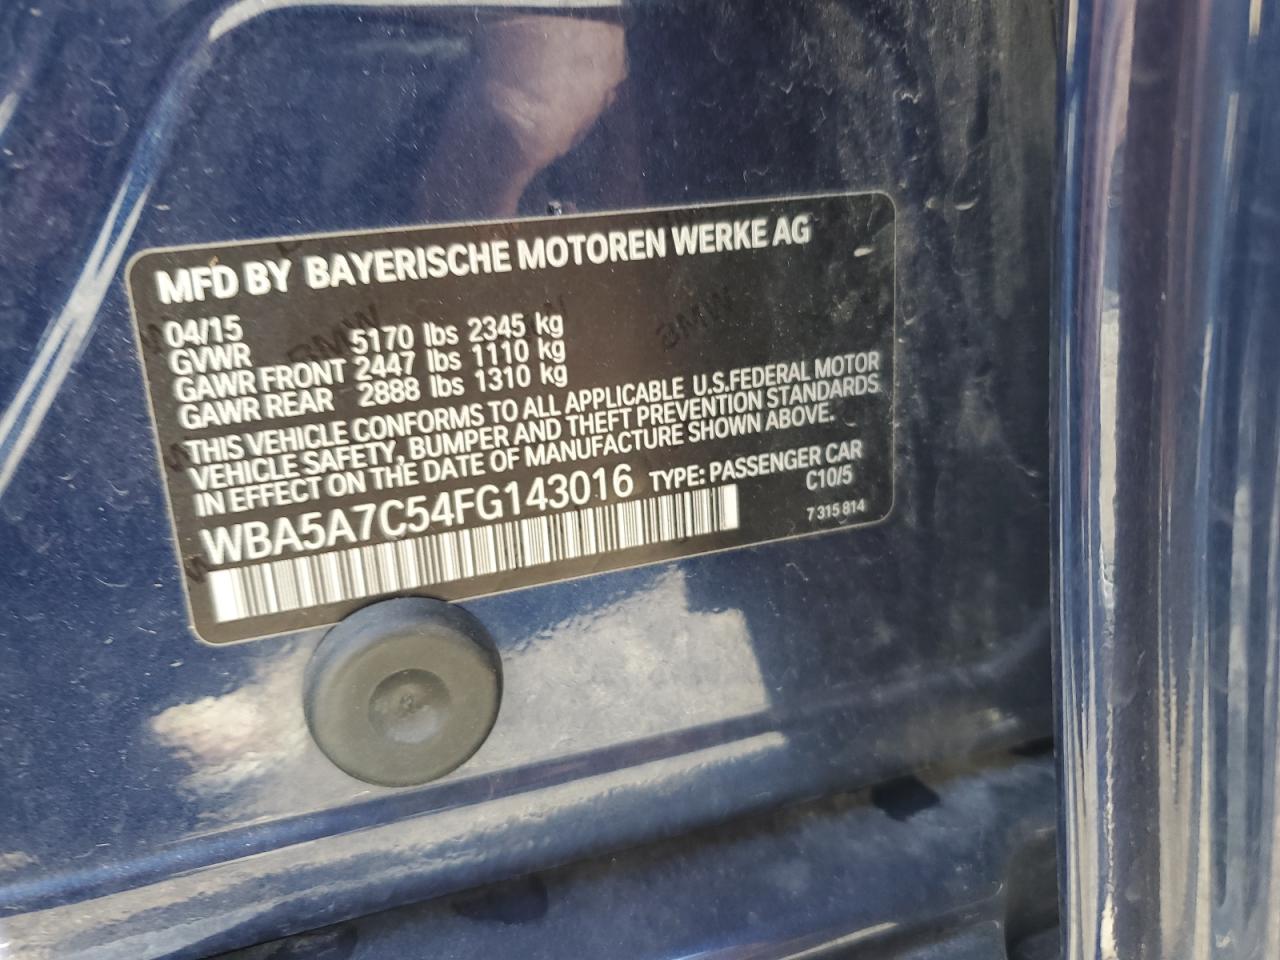 MFD BY BAYERISCHE MOTOREN WERKE AG
04/15
GVWR 5170 lbs 2345 kg
GAWR FRONT 2447 lbs 1110 kg
GAWR REAR 2888 lbs 1310 kg
THIS VEHICLE CONFORMS TO ALL APPLICABLE U.S.FEDERAL MOTOR
VEHICLE SAFETY, BUMPER AND THEFT PREVENTION STANDARDS
IN EFFECT ON THE DATE OF MANUFACTURE SHOWN ABOVE.
WBA5A7C54FG143016 TYPE: PASSENGER CAR
C10/5
7 315 814